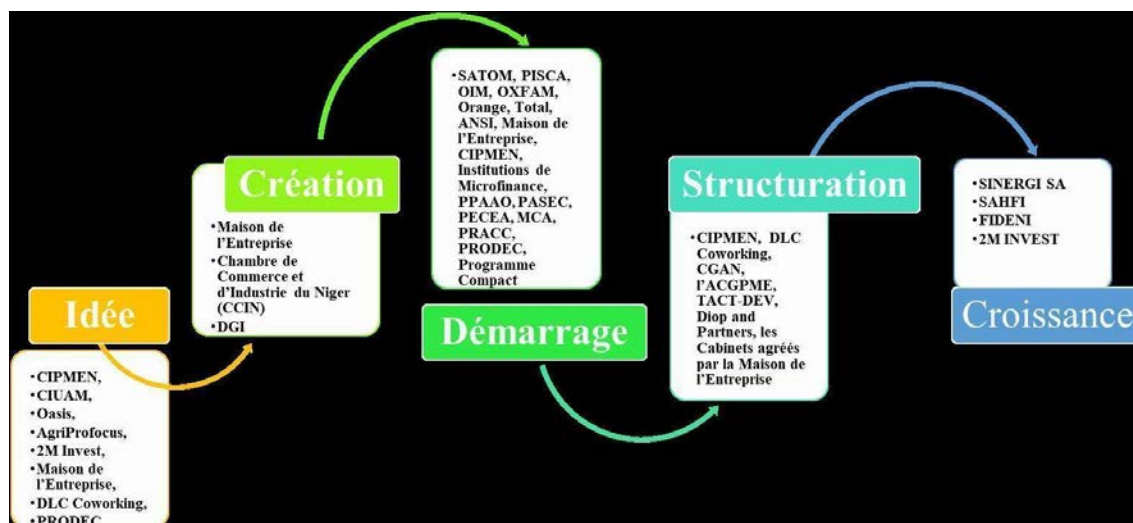 Idée
•CIPMEN,
•CIUAM,
•Oasis,
•AgriProfocus,
•2M Invest,
•Maison de
l'Entreprise,
•DLC Coworking,
•PRODEC
Création
•Maison de
l'Entreprise
•Chambre de
Commerce et
d'Industrie du Niger
(CCIN)
•DGI
•SATOM, PISCA,
OIM, OXFAM,
Orange, Total,
ANSI, Maison de
l'Entreprise,
CIPMEN,
Institutions de
Microfinance,
PPAAO, PASEC,
PECEA, MCA,
PRACC,
PRODEC,
Programme
Compact
Démarrage
Structuration
•CIPMEN, DLC
Coworking,
CGAN,
l'ACGPME,
TACT-DEV,
Diop and
Partners, les
Cabinets agréés
par la Maison de
l'Entreprise
•SINERGI SA
•SAHFI
•FIDENI
•2M INVEST
Croissance